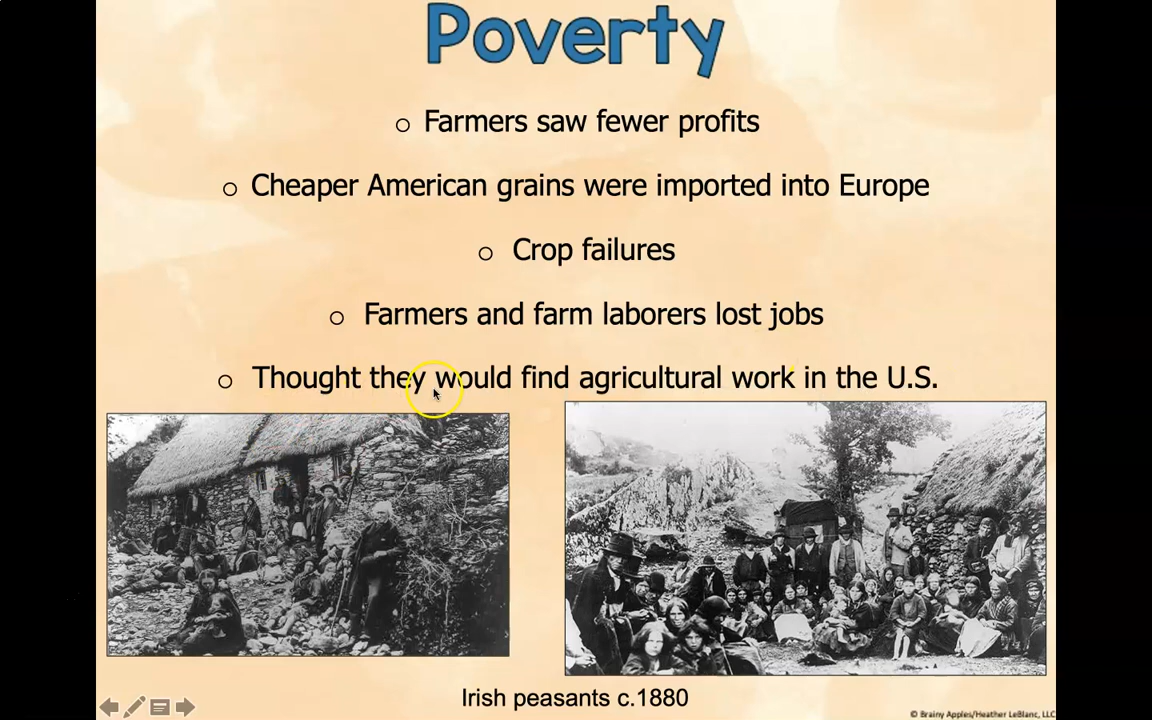 Poverty
o Farmers saw fewer profits
o Cheaper American grains were imported into Europe
o Crop failures
o Farmers and farm laborers lost jobs
o Thought they would find agricultural work in the U.S.
Irish peasants c.1880
© Brainy Apples/Heather LeBlanc, LLC